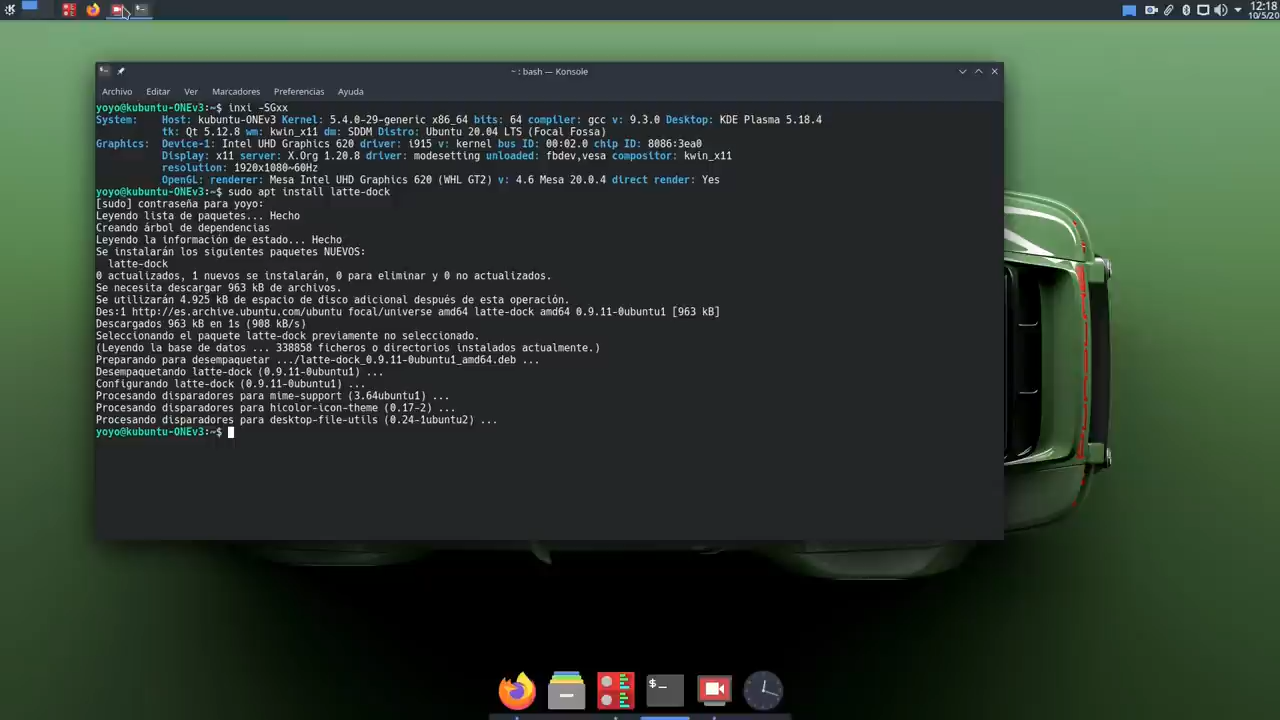 12:18
10/5/20
~ : bash — Konsole
Archivo Editar Ver Marcadores Preferencias Ayuda
yoyo@kubuntu-ONEv3:~$ inxi -SGxx
System: Host: kubuntu-ONEv3 Kernel: 5.4.0-29-generic x86_64 bits: 64 compiler: gcc v: 9.3.0 Desktop: KDE Plasma 5.18.4
tk: Qt 5.12.8 wm: kwin_x11 dm: SDDM Distro: Ubuntu 20.04 LTS (Focal Fossa)
Graphics: Device-1: Intel UHD Graphics 620 driver: i915 v: kernel bus ID: 00:02.0 chip ID: 8086:3ea0
Display: x11 server: X.Org 1.20.8 driver: modesetting unloaded: fbdev,vesa compositor: kwin_x11
resolution: 1920x1080~60Hz
OpenGL: renderer: Mesa Intel UHD Graphics 620 (WHL GT2) v: 4.6 Mesa 20.0.4 direct render: Yes
yoyo@kubuntu-ONEv3:~$ sudo apt install latte-dock
[sudo] contraseña para yoyo:
Leyendo lista de paquetes... Hecho
Creando árbol de dependencias
Leyendo la información de estado... Hecho
Se instalarán los siguientes paquetes NUEVOS:
latte-dock
0 actualizados, 1 nuevos se instalarán, 0 para eliminar y 0 no actualizados.
Se necesita descargar 963 kB de archivos.
Se utilizarán 4.925 kB de espacio de disco adicional después de esta operación.
Des:1 http://es.archive.ubuntu.com/ubuntu focal/universe amd64 latte-dock amd64 0.9.11-0ubuntu1 [963 kB]
Descargados 963 kB en 1s (908 kB/s)
Seleccionando el paquete latte-dock previamente no seleccionado.
(Leyendo la base de datos ... 338858 ficheros o directorios instalados actualmente.)
Preparando para desempaquetar .../latte-dock_0.9.11-0ubuntu1_amd64.deb ...
Desempaquetando latte-dock (0.9.11-0ubuntu1) ...
Configurando latte-dock (0.9.11-0ubuntu1) ...
Procesando disparadores para mime-support (3.64ubuntu1) ...
Procesando disparadores para hicolor-icon-theme (0.17-2) ...
Procesando disparadores para desktop-file-utils (0.24-1ubuntu2) ...
yoyo@kubuntu-ONEv3:~$